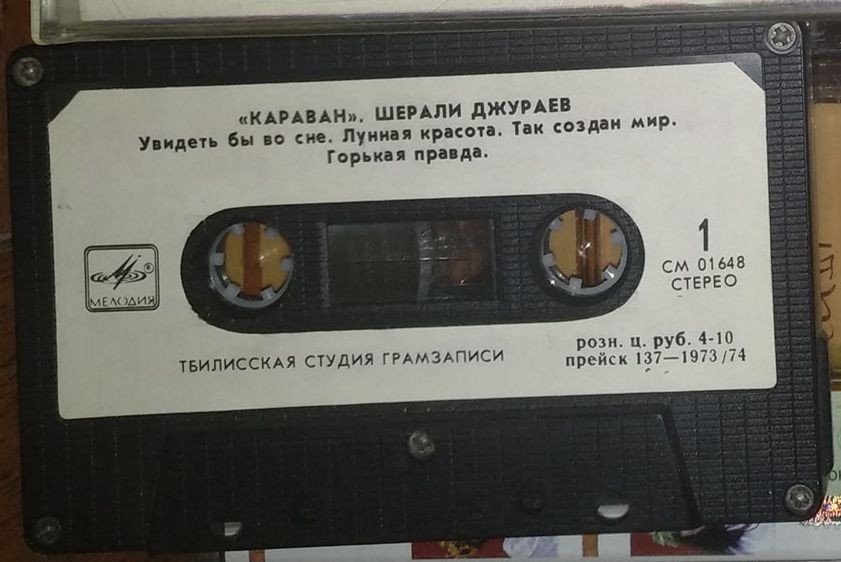 «КАРАВАН». ШЕРАЛИ ДЖУРАЕВ
Увидеть бы во сне. Лунная красота. Так создан мир.
Горькая правда.
®
МЕЛОДИЯ
1
СМ 01648
СТЕРЕО
ТБИЛИССКАЯ СТУДИЯ ГРАМЗАПИСИ
розн. ц. руб. 4-10
прейск 137—1973/74